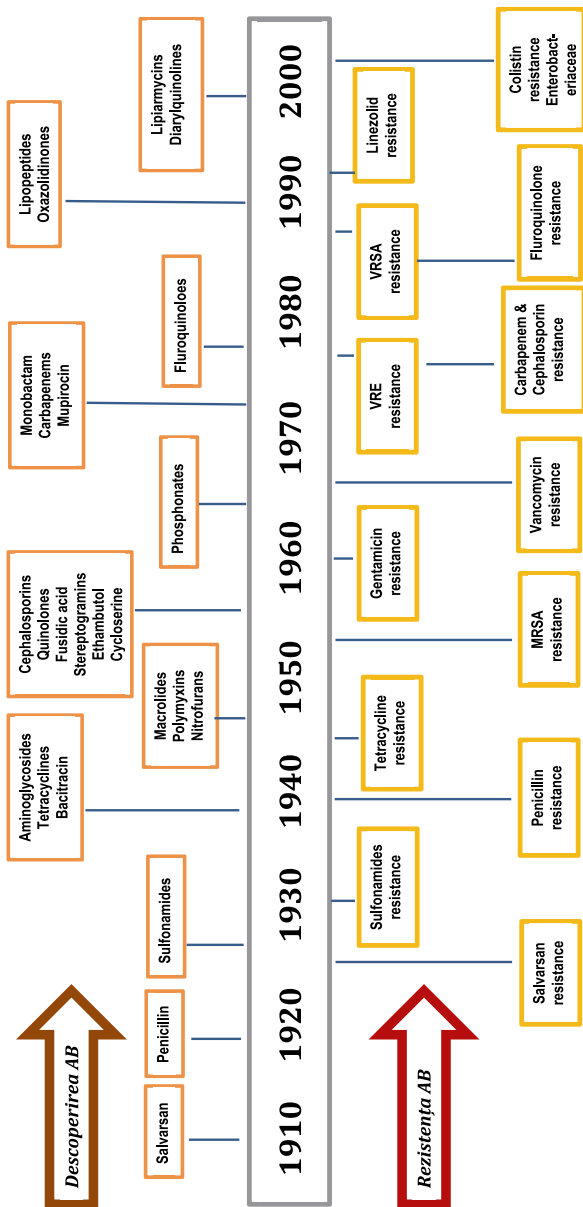 Descoperirea AB
Salvarsan
Penicillin
Sulfonamides
Aminoglycosides
Tetracyclines
Bacitracin
Macrolides
Polymyxins
Nitrofurans
Cephalosporins
Quinolones
Fusidic acid
Stereptogramins
Ethambutol
Cycloserine
Phosphonates
Monobactam
Carbapenems
Mupirocin
Fluroquinoloes
Lipopeptides
Oxazolidinones
Lipiarmycins
Diarylquinolines
1910
1920
1930
1940
1950
1960
1970
1980
1990
2000
Rezistența AB
Salvarsan
resistance
Sulfonamides
resistance
Penicillin
resistance
Tetracycline
resistance
MRSA
resistance
Gentamicin
resistance
Vancomycin
resistance
VRE
resistance
Carbapenem &
Cephalosporin
resistance
VRSA
resistance
Fluroquinolone
resistance
Linezolid
resistance
Colistin
resistance
Enterobact-
eriaceae